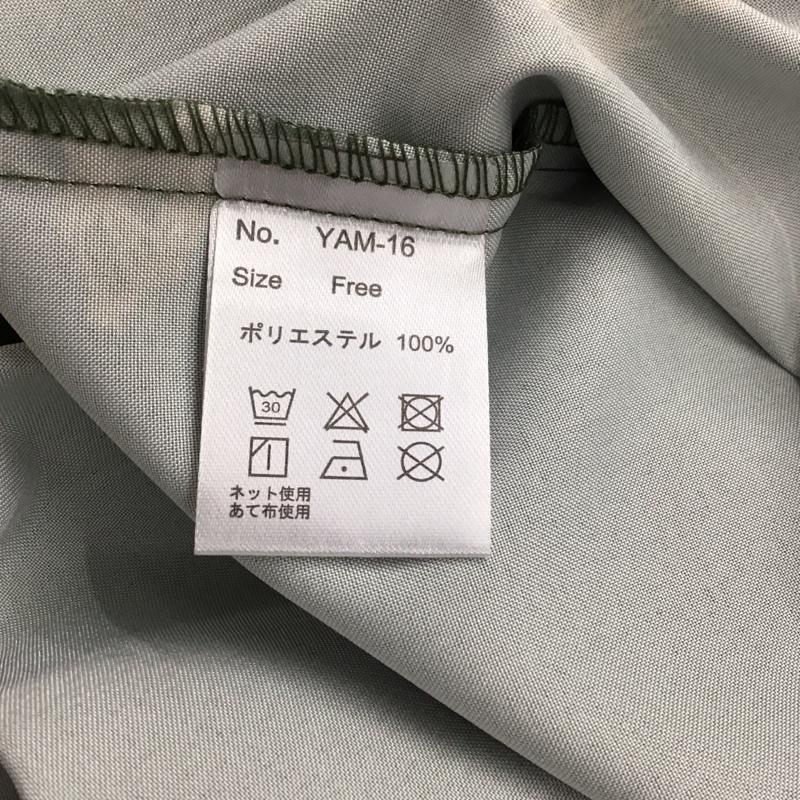 No. YAM-16
Size Free
ポリエステル 100%
30
ネット使用
あて布使用